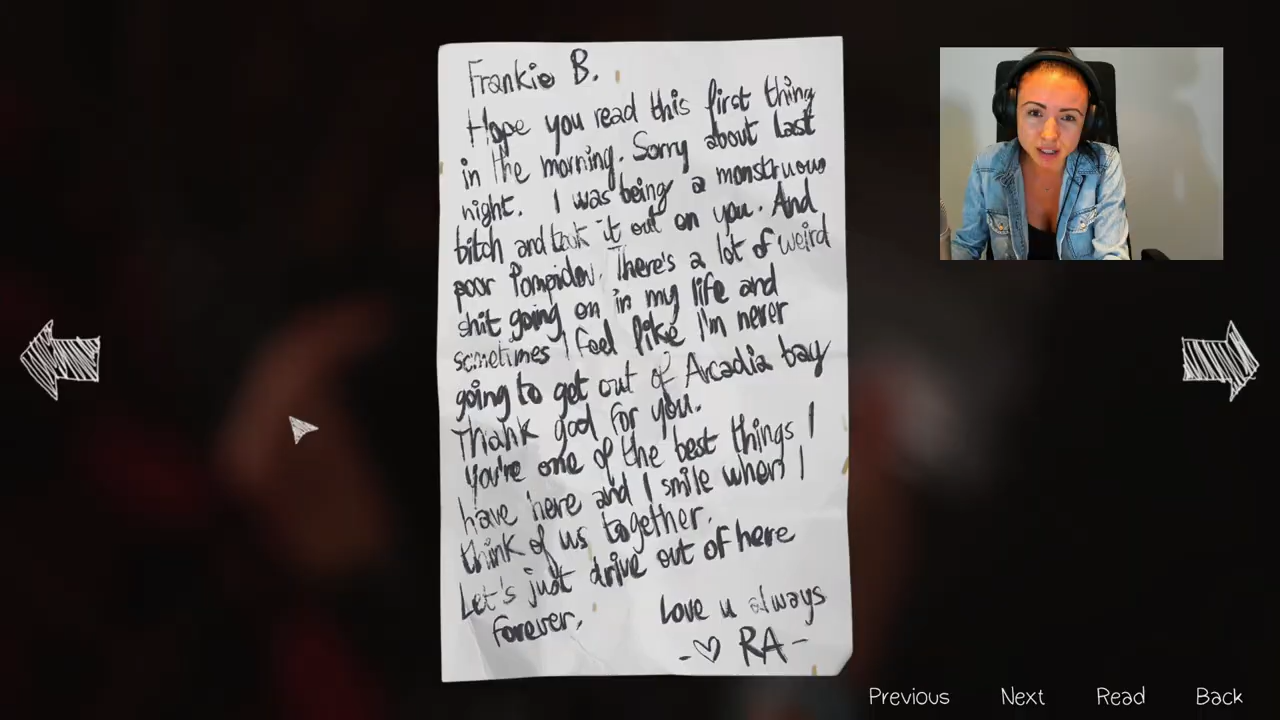 Frankie B.
Hope you read this first thing
in the morning. Sorry about last
night. I was being a monstruous
bitch and took it out on you. And
poor Pompidou. There's a lot of weird
shit going on in my life and
sometimes I feel like I'm never
going to get out of Arcadia bay
Thank god for you.
You're one of the best things I
have here and I smile when I
think of us together.
Let's just drive out of here
forever.
Love u always
-♡ RA-
Previous
Next
Read
Back